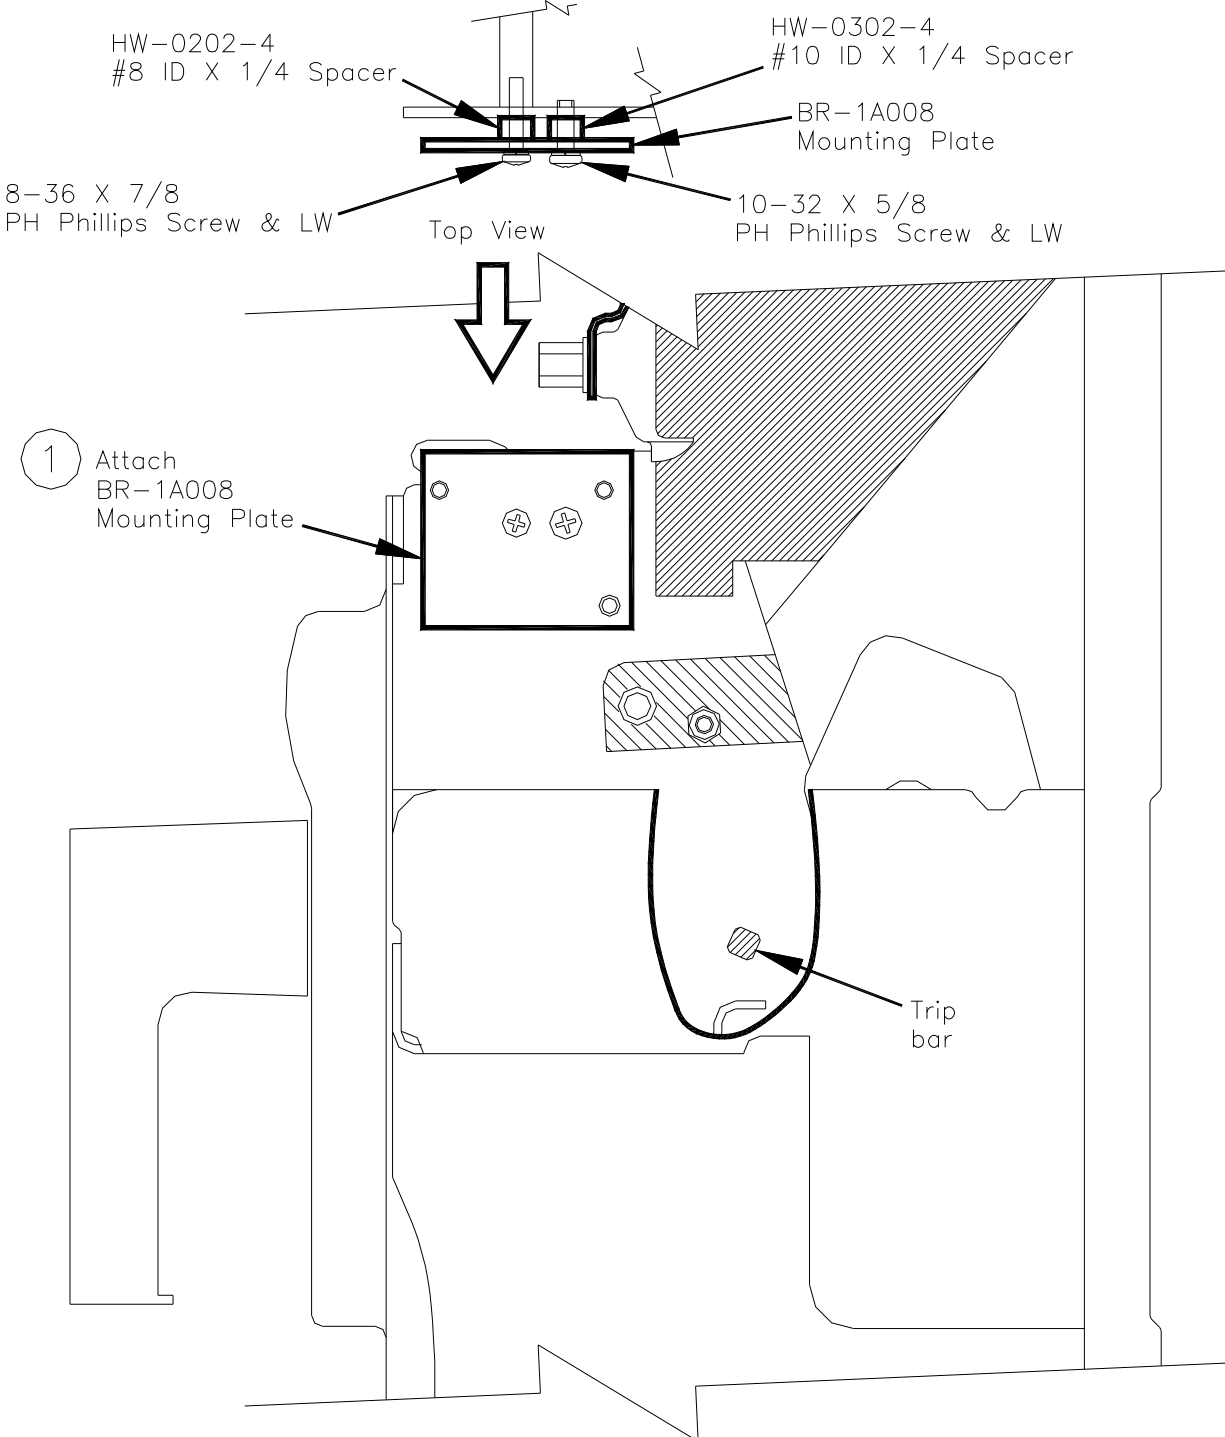 HW-0202-4
#8 ID X 1/4 Spacer
HW-0302-4
#10 ID X 1/4 Spacer
BR-1A008
Mounting Plate
8-36 X 7/8
PH Phillips Screw & LW
10-32 X 5/8
PH Phillips Screw & LW
Top View
1
Attach
BR-1A008
Mounting Plate
Trip
bar